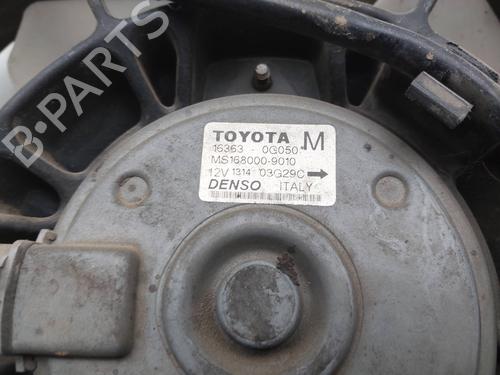 TOYOTA M
16363 - 0G050
MS168000-9010
12V 1314 03G29C →
DENSO ITALY
B-PARTS